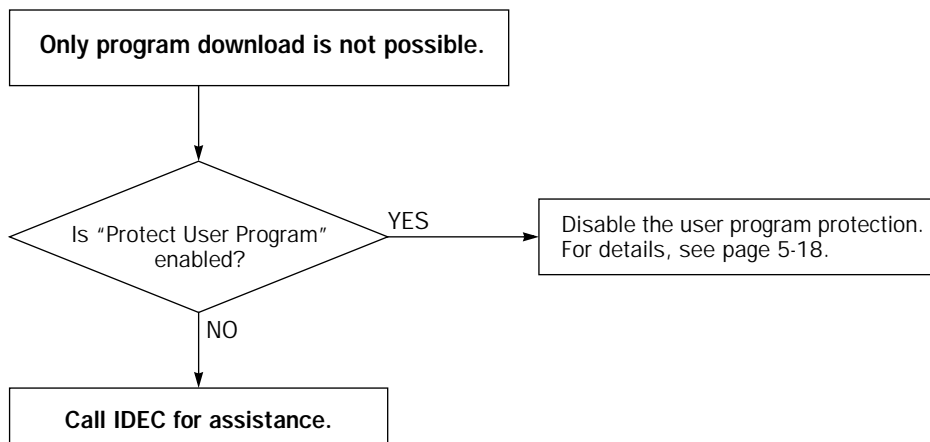 Only program download is not possible.
Is “Protect User Program”
enabled?
YES
Disable the user program protection.
For details, see page 5-18.
NO
Call IDEC for assistance.